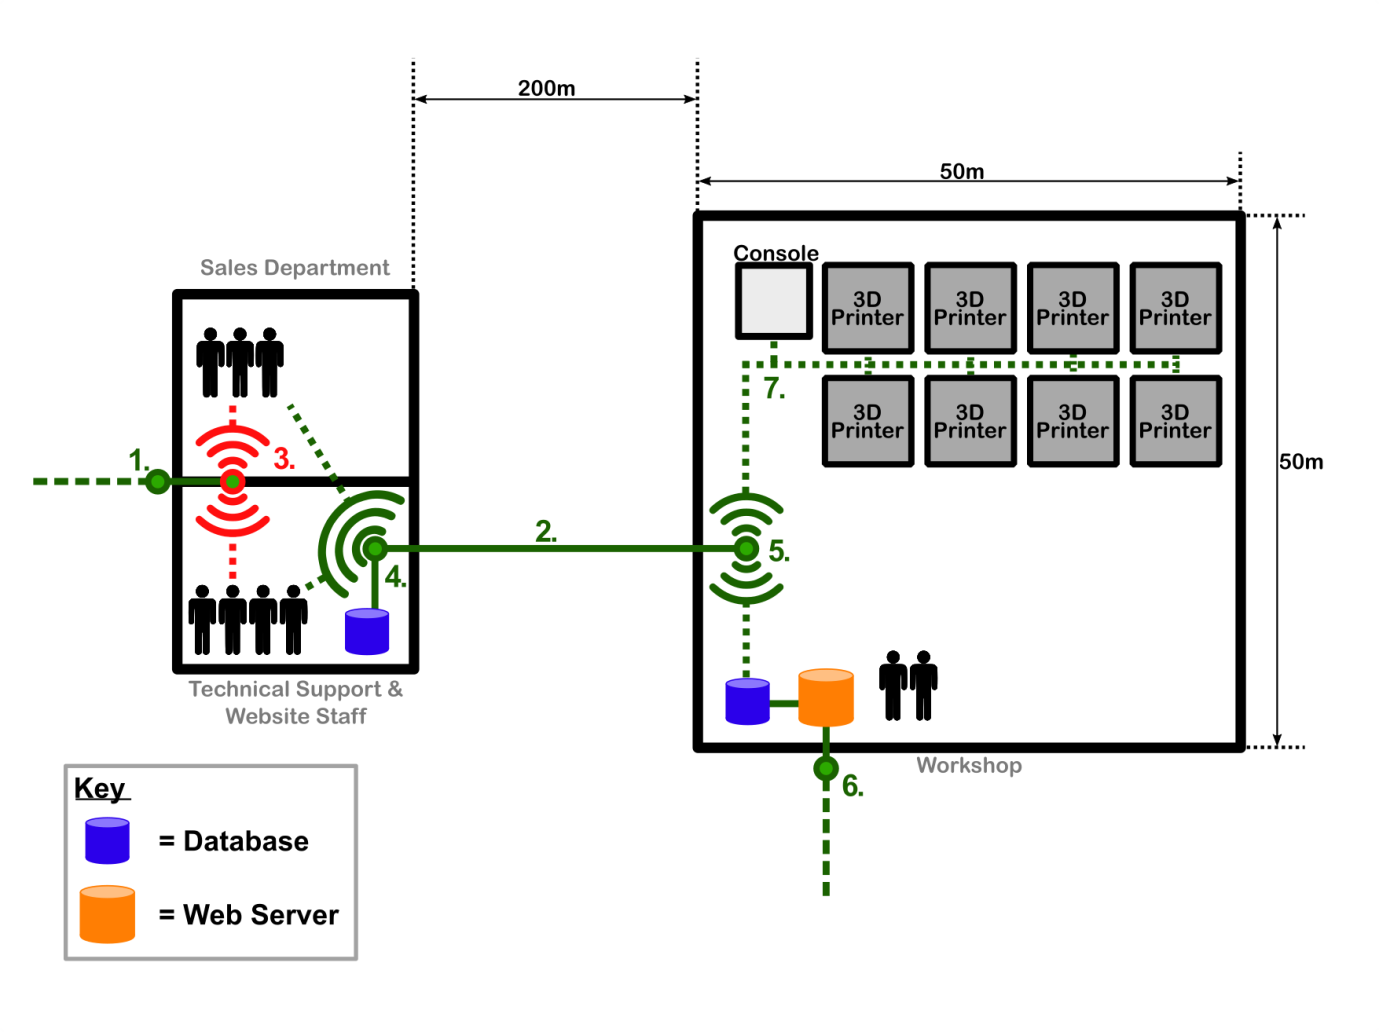 200m
50m
Console
Sales Department
3D
Printer
3D
Printer
3D
Printer
3D
Printer
7.
3D
Printer
3D
Printer
3D
Printer
3D
Printer
1.
3.
50m
2.
5.
4.
Technical Support &
Website Staff
Workshop
6.
Key
= Database
= Web Server